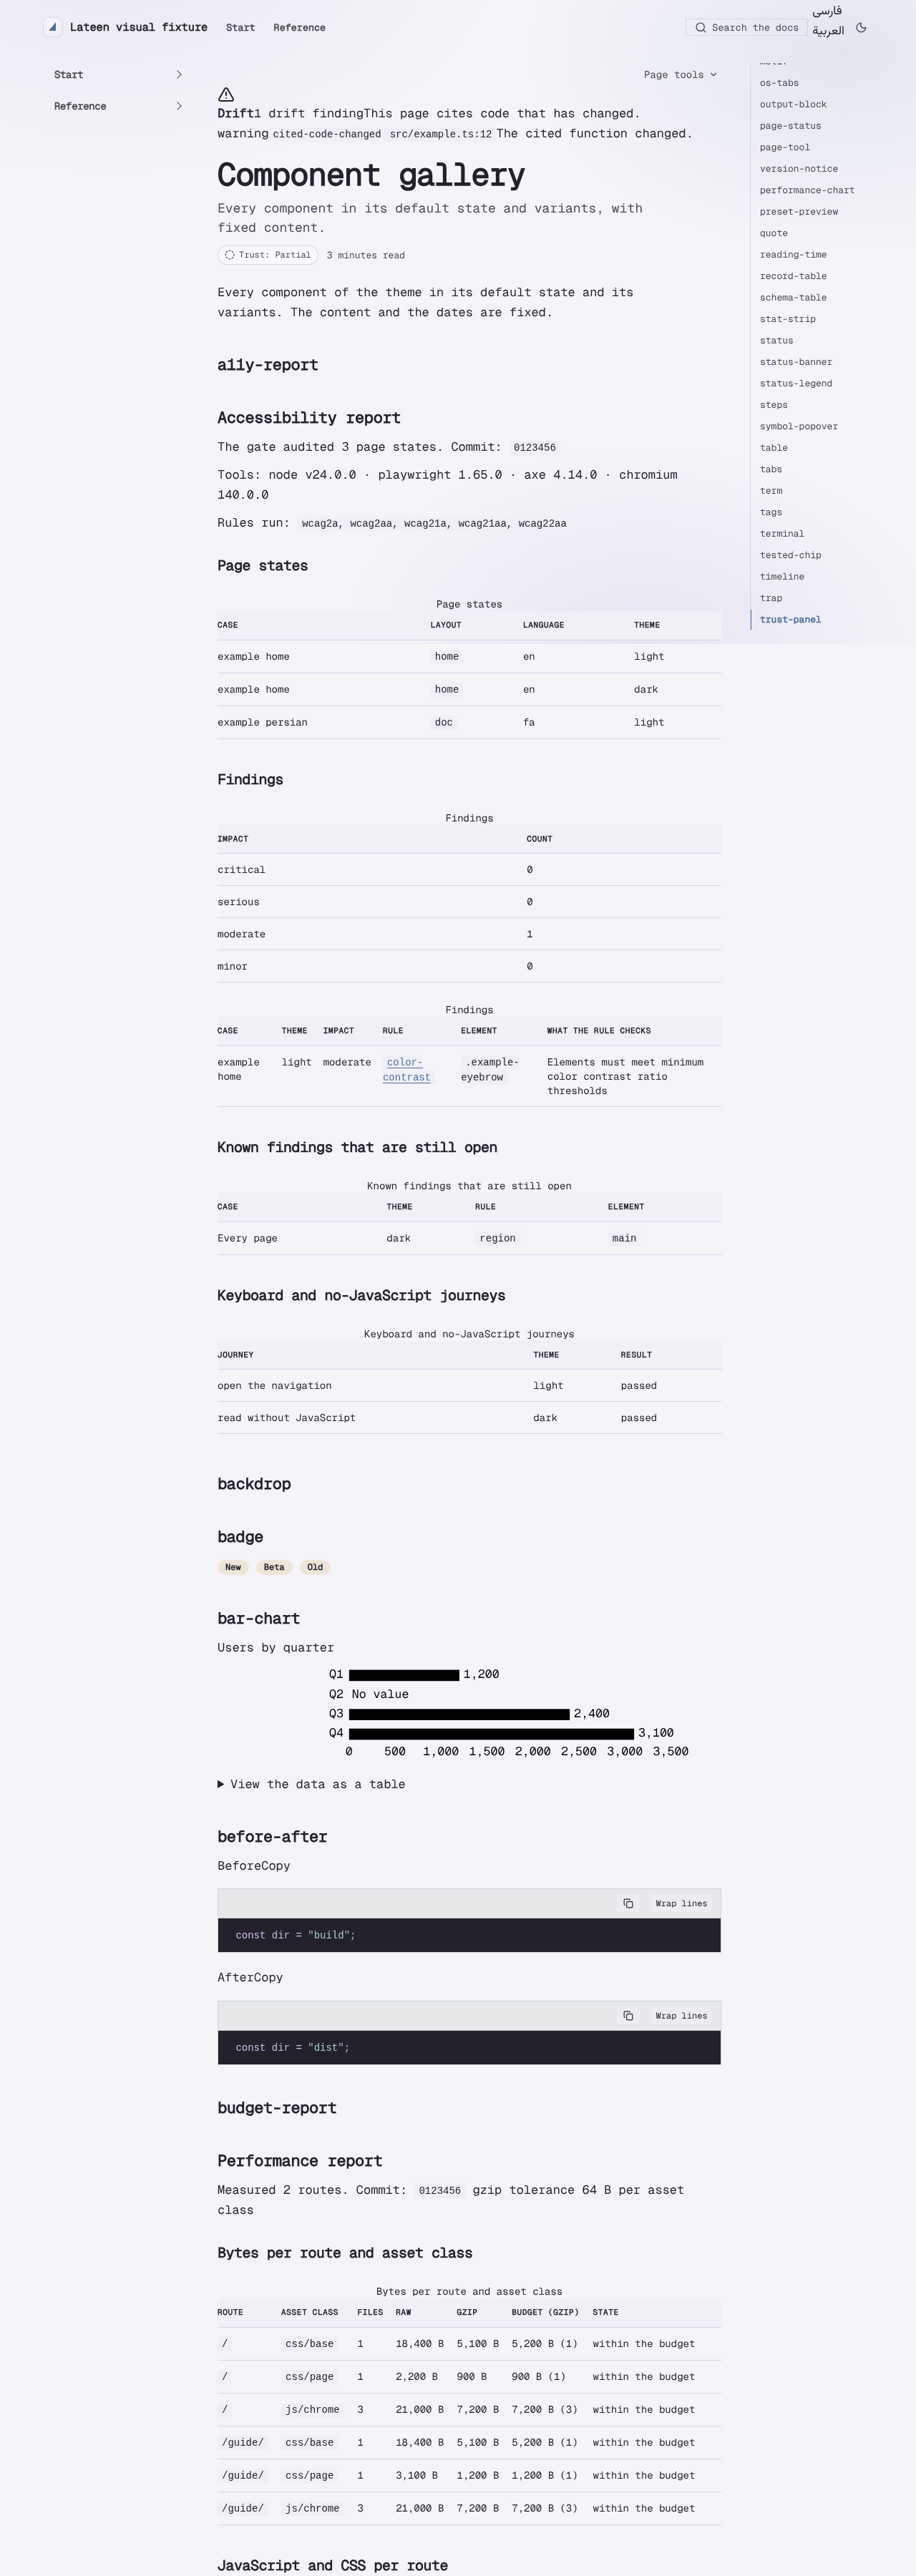 Lateen visual fixture Start Reference Search the docs
فارسی
العربية
Start
Reference
Page tools
Drift1 drift findingThis page cites code that has changed.
warning cited-code-changed src/example.ts:12 The cited function changed.
Component gallery
Every component in its default state and variants, with
fixed content.
Trust: Partial 3 minutes read
Every component of the theme in its default state and its
variants. The content and the dates are fixed.
a11y-report
Accessibility report
The gate audited 3 page states. Commit: 0123456
Tools: node v24.0.0 · playwright 1.65.0 · axe 4.14.0 · chromium
140.0.0
Rules run: wcag2a, wcag2aa, wcag21a, wcag21aa, wcag22aa
Page states
Page states
CASE LAYOUT LANGUAGE THEME
example home home en light
example home home en dark
example persian doc fa light
Findings
Findings
IMPACT COUNT
critical 0
serious 0
moderate 1
minor 0
Findings
CASE THEME IMPACT RULE ELEMENT WHAT THE RULE CHECKS
example home light moderate color-contrast .example-eyebrow Elements must meet minimum
color contrast ratio
thresholds
Known findings that are still open
Known findings that are still open
CASE THEME RULE ELEMENT
Every page dark region main
Keyboard and no-JavaScript journeys
Keyboard and no-JavaScript journeys
JOURNEY THEME RESULT
open the navigation light passed
read without JavaScript dark passed
backdrop
badge
New Beta Old
bar-chart
Users by quarter
Q1 1,200
Q2 No value
Q3 2,400
Q4 3,100
0 500 1,000 1,500 2,000 2,500 3,000 3,500
View the data as a table
before-after
BeforeCopy
Wrap lines
const dir = "build";
AfterCopy
Wrap lines
const dir = "dist";
budget-report
Performance report
Measured 2 routes. Commit: 0123456 gzip tolerance 64 B per asset
class
Bytes per route and asset class
Bytes per route and asset class
ROUTE ASSET CLASS FILES RAW GZIP BUDGET (GZIP) STATE
/ css/base 1 18,400 B 5,100 B 5,200 B (1) within the budget
/ css/page 1 2,200 B 900 B 900 B (1) within the budget
/ js/chrome 3 21,000 B 7,200 B 7,200 B (3) within the budget
/guide/ css/base 1 18,400 B 5,100 B 5,200 B (1) within the budget
/guide/ css/page 1 3,100 B 1,200 B 1,200 B (1) within the budget
/guide/ js/chrome 3 21,000 B 7,200 B 7,200 B (3) within the budget
JavaScript and CSS per route
os-tabs
output-block
page-status
page-tool
version-notice
performance-chart
preset-preview
quote
reading-time
record-table
schema-table
stat-strip
status
status-banner
status-legend
steps
symbol-popover
table
tabs
term
tags
terminal
tested-chip
timeline
trap
trust-panel